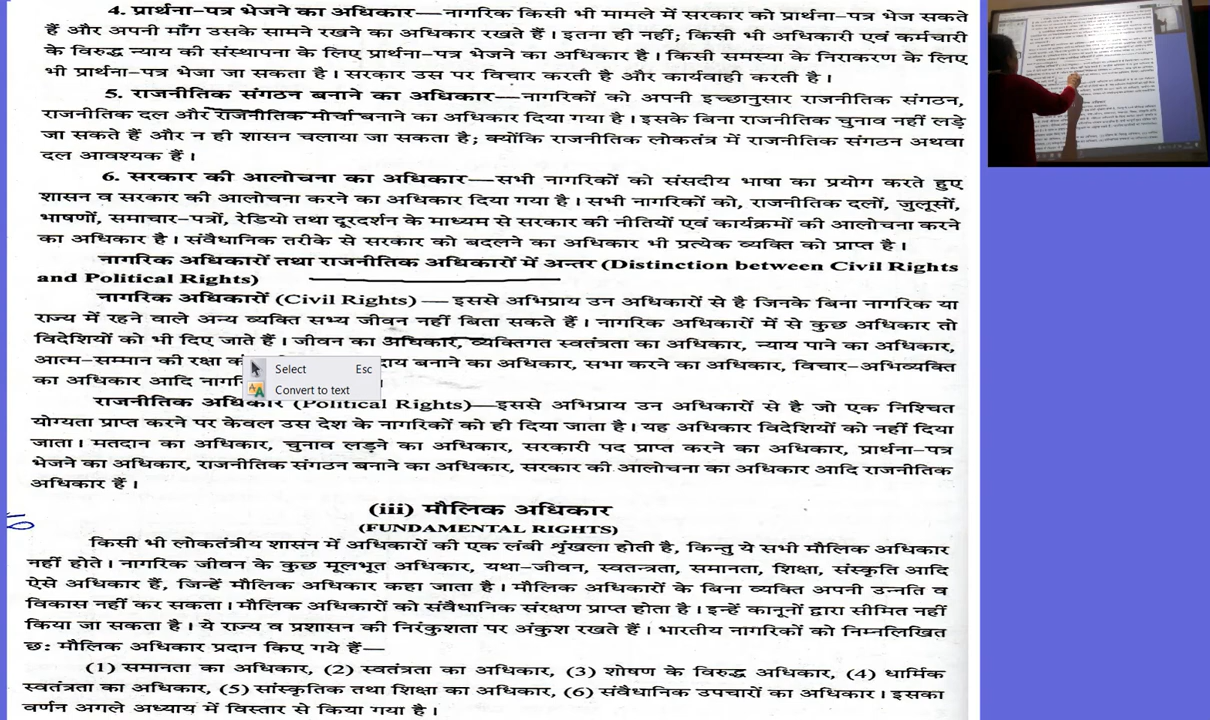 4. प्रार्थना-पत्र भेजने का अधिकार— नागरिक किसी भी मामले में सरकार को प्रार्थना-पत्र भेज सकते
हैं और अपनी माँग उसके सामने रखने का अधिकार रखते हैं। इतना ही नहीं; किसी भी अधिकारी एवं कर्मचारी
के विरुद्ध न्याय की संस्थापना के लिए प्रार्थना-पत्र भेजने का अधिकार है। किसी समस्या के निराकरण के लिए
भी प्रार्थना-पत्र भेजा जा सकता है। सरकार उस पर विचार करती है और कार्यवाही करती है।
5. राजनीतिक संगठन बनाने का अधिकार—नागरिकों को अपनी इच्छानुसार राजनीतिक संगठन,
राजनीतिक दल और राजनीतिक मोर्चा बनाने का अधिकार दिया गया है। इसके बिना राजनीतिक चुनाव नहीं लड़े
जा सकते हैं और न ही शासन चलाया जा सकता है; क्योंकि राजनीतिक लोकतंत्र में राजनीतिक संगठन अथवा
दल आवश्यक हैं।
6. सरकार की आलोचना का अधिकार—सभी नागरिकों को संसदीय भाषा का प्रयोग करते हुए
शासन व सरकार की आलोचना करने का अधिकार दिया गया है। सभी नागरिकों को, राजनीतिक दलों, जुलूसों,
भाषणों, समाचार-पत्रों, रेडियो तथा दूरदर्शन के माध्यम से सरकार की नीतियों एवं कार्यक्रमों की आलोचना करने
का अधिकार है। संवैधानिक तरीके से सरकार को बदलने का अधिकार भी प्रत्येक व्यक्ति को प्राप्त है।
नागरिक अधिकारों तथा राजनीतिक अधिकारों में अन्तर (Distinction between Civil Rights
and Political Rights)
नागरिक अधिकारों (Civil Rights) — इससे अभिप्राय उन अधिकारों से है जिनके बिना नागरिक या
राज्य में रहने वाले अन्य व्यक्ति सभ्य जीवन नहीं बिता सकते हैं। नागरिक अधिकारों में से कुछ अधिकार तो
विदेशियों को भी दिए जाते हैं। जीवन का अधिकार, व्यक्तिगत स्वतंत्रता का अधिकार, न्याय पाने का अधिकार,
आत्म-सम्मान की रक्षा का दाय बनाने का अधिकार, सभा करने का अधिकार, विचार-अभिव्यक्ति
Select Esc
का अधिकार आदि नागरि
Convert to text
राजनीतिक अधिकार (Political Rights)—इससे अभिप्राय उन अधिकारों से है जो एक निश्चित
योग्यता प्राप्त करने पर केवल उस देश के नागरिकों को ही दिया जाता है। यह अधिकार विदेशियों को नहीं दिया
जाता। मतदान का अधिकार, चुनाव लड़ने का अधिकार, सरकारी पद प्राप्त करने का अधिकार, प्रार्थना-पत्र
भेजने का अधिकार, राजनीतिक संगठन बनाने का अधिकार, सरकार की आलोचना का अधिकार आदि राजनीतिक
अधिकार हैं।
(iii) मौलिक अधिकार
(FUNDAMENTAL RIGHTS)
किसी भी लोकतंत्रीय शासन में अधिकारों की एक लंबी शृंखला होती है, किन्तु ये सभी मौलिक अधिकार
नहीं होते। नागरिक जीवन के कुछ मूलभूत अधिकार, यथा-जीवन, स्वतन्त्रता, समानता, शिक्षा, संस्कृति आदि
ऐसे अधिकार हैं, जिन्हें मौलिक अधिकार कहा जाता है। मौलिक अधिकारों के बिना व्यक्ति अपनी उन्नति व
विकास नहीं कर सकता। मौलिक अधिकारों को संवैधानिक संरक्षण प्राप्त होता है। इन्हें कानूनों द्वारा सीमित नहीं
किया जा सकता है। ये राज्य व प्रशासन की निरंकुशता पर अंकुश रखते हैं। भारतीय नागरिकों को निम्नलिखित
छः मौलिक अधिकार प्रदान किए गये हैं—
(1) समानता का अधिकार, (2) स्वतंत्रता का अधिकार, (3) शोषण के विरुद्ध अधिकार, (4) धार्मिक
स्वतंत्रता का अधिकार, (5) सांस्कृतिक तथा शिक्षा का अधिकार, (6) संवैधानिक उपचारों का अधिकार। इसका
वर्णन अगले अध्याय में विस्तार से किया गया है।